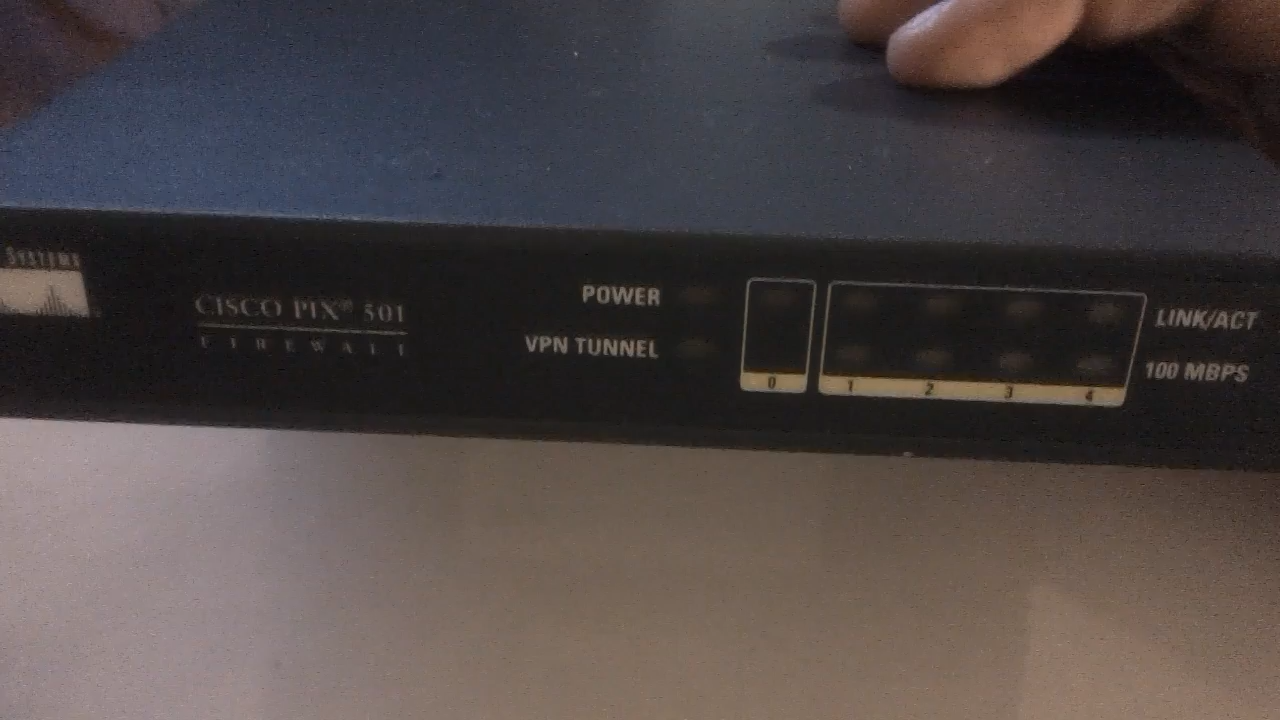 SYSTEMS
CISCO PIX® 501
FIREWALL
POWER
VPN TUNNEL
0
1 2 3 4
LINK/ACT
100 MBPS